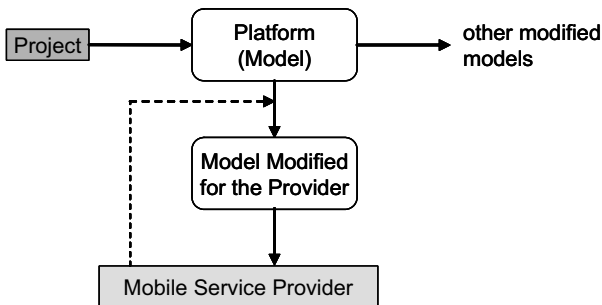 Project
Platform
(Model)
other modified
models
Model Modified
for the Provider
Mobile Service Provider